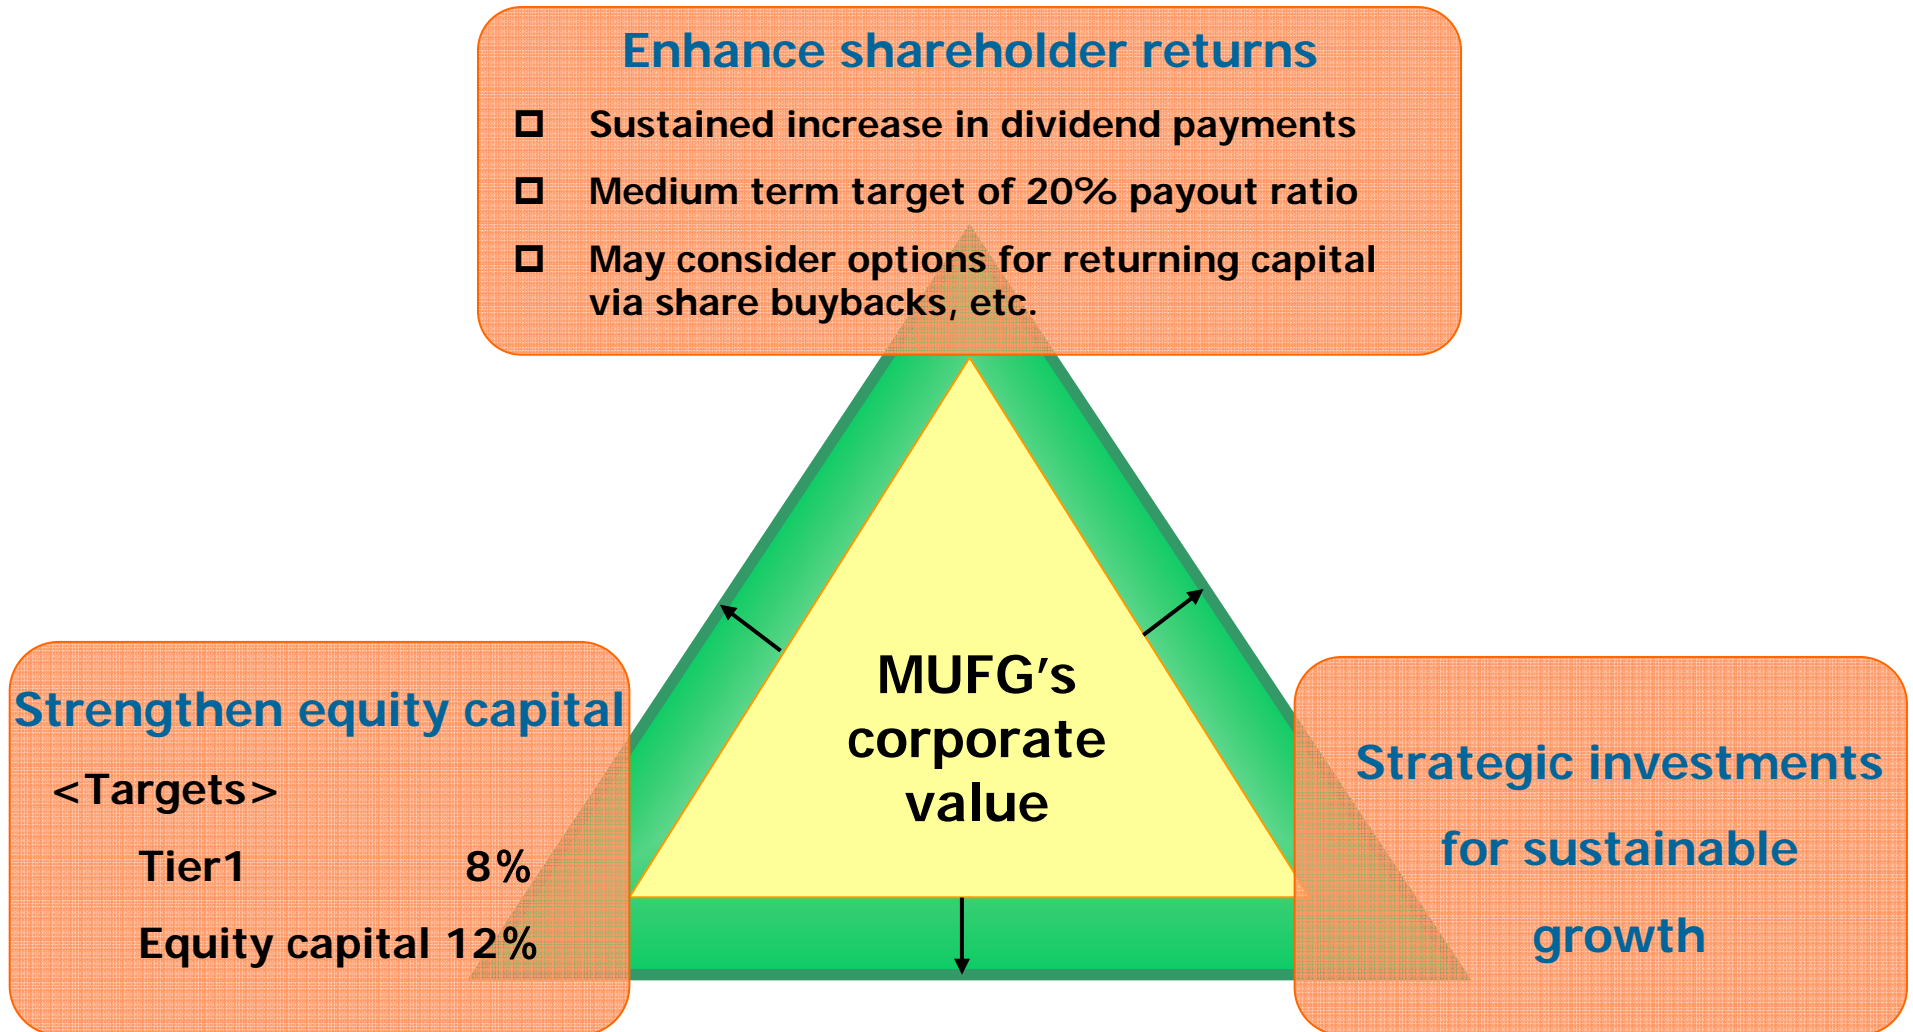 Enhance shareholder returns
Sustained increase in dividend payments
Medium term target of 20% payout ratio
May consider options for returning capital
via share buybacks, etc.
MUFG's
corporate
value
Strengthen equity capital
<Targets>
Tier1 8%
Equity capital 12%
Strategic investments
for sustainable
growth